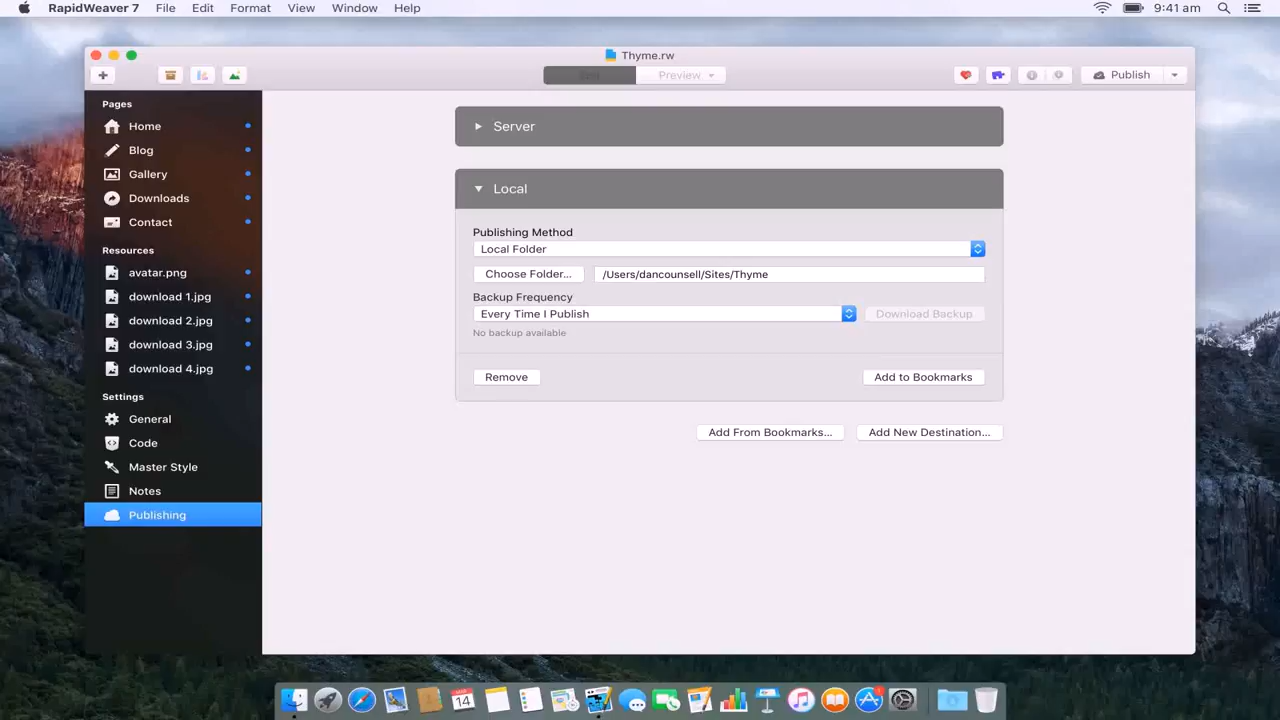 RapidWeaver 7 File Edit Format View Window Help 9:41 am
Thyme.rw
Preview
Publish
Pages
Home
Blog
Gallery
Downloads
Contact
Resources
avatar.png
download 1.jpg
download 2.jpg
download 3.jpg
download 4.jpg
Settings
General
Code
Master Style
Notes
Publishing
Server
Local
Publishing Method
Local Folder
Choose Folder... /Users/dancounsell/Sites/Thyme
Backup Frequency
Every Time I Publish Download Backup
No backup available
Remove Add to Bookmarks
Add From Bookmarks... Add New Destination...
14